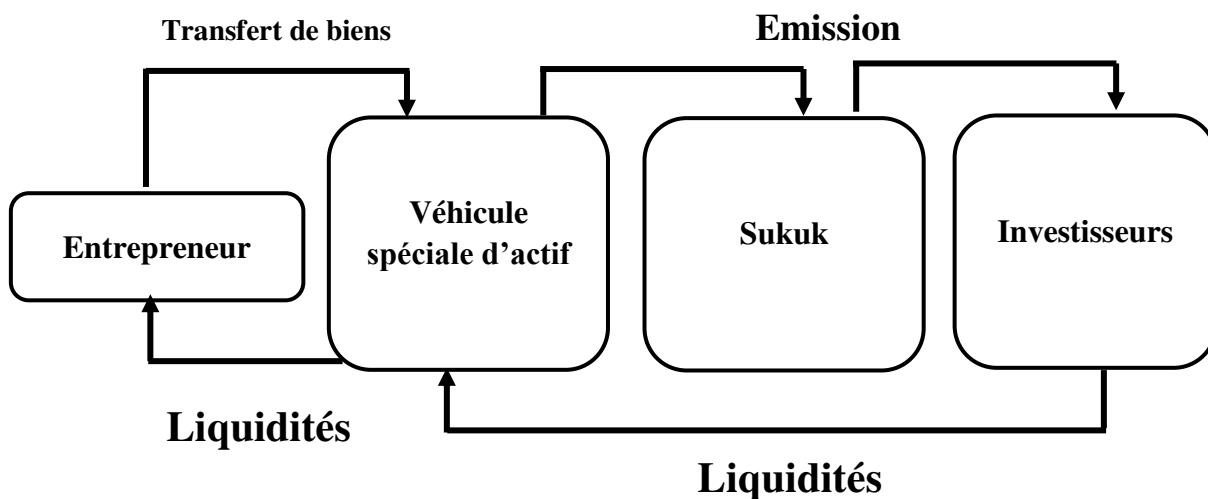 Transfert de biens
Emission
Entrepreneur
Véhicule
spéciale d’actif
Sukuk
Investisseurs
Liquidités
Liquidités